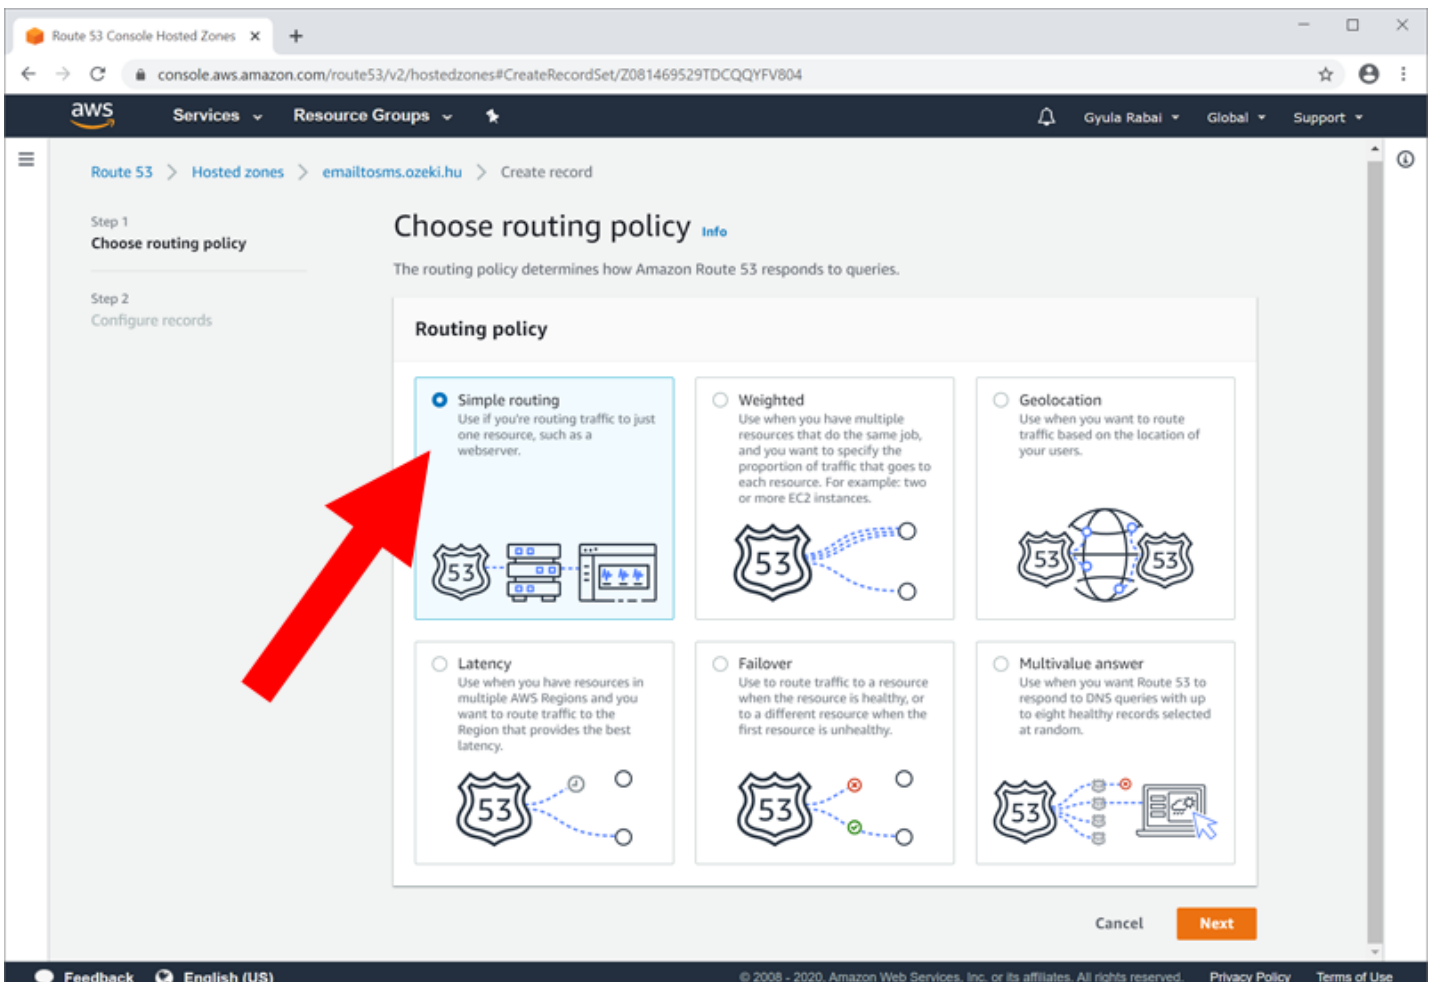 Route 53 Console Hosted Zones
console.aws.amazon.com/route53/v2/hostedzones#CreateRecordSet/Z081469529TDCQQYFV804
aws Services Resource Groups Gyula Rabai Global Support
Route 53 > Hosted zones > emailtosms.ozeki.hu > Create record
Step 1
Choose routing policy
Step 2
Configure records
Choose routing policy Info
The routing policy determines how Amazon Route 53 responds to queries.
Routing policy
Simple routing
Use if you're routing traffic to just
one resource, such as a
webserver.
53
Weighted
Use when you have multiple
resources that do the same job,
and you want to specify the
proportion of traffic that goes to
each resource. For example: two
or more EC2 instances.
53
Geolocation
Use when you want to route
traffic based on the location of
your users.
53 53
Latency
Use when you have resources in
multiple AWS Regions and you
want to route traffic to the
Region that provides the best
latency.
53
Failover
Use to route traffic to a resource
when the resource is healthy, or
to a different resource when the
first resource is unhealthy.
53
Multivalue answer
Use when you want Route 53 to
respond to DNS queries with up
to eight healthy records selected
at random.
53
Cancel Next
Feedback English (US) © 2008 - 2020, Amazon Web Services, Inc. or its affiliates. All rights reserved. Privacy Policy Terms of Use